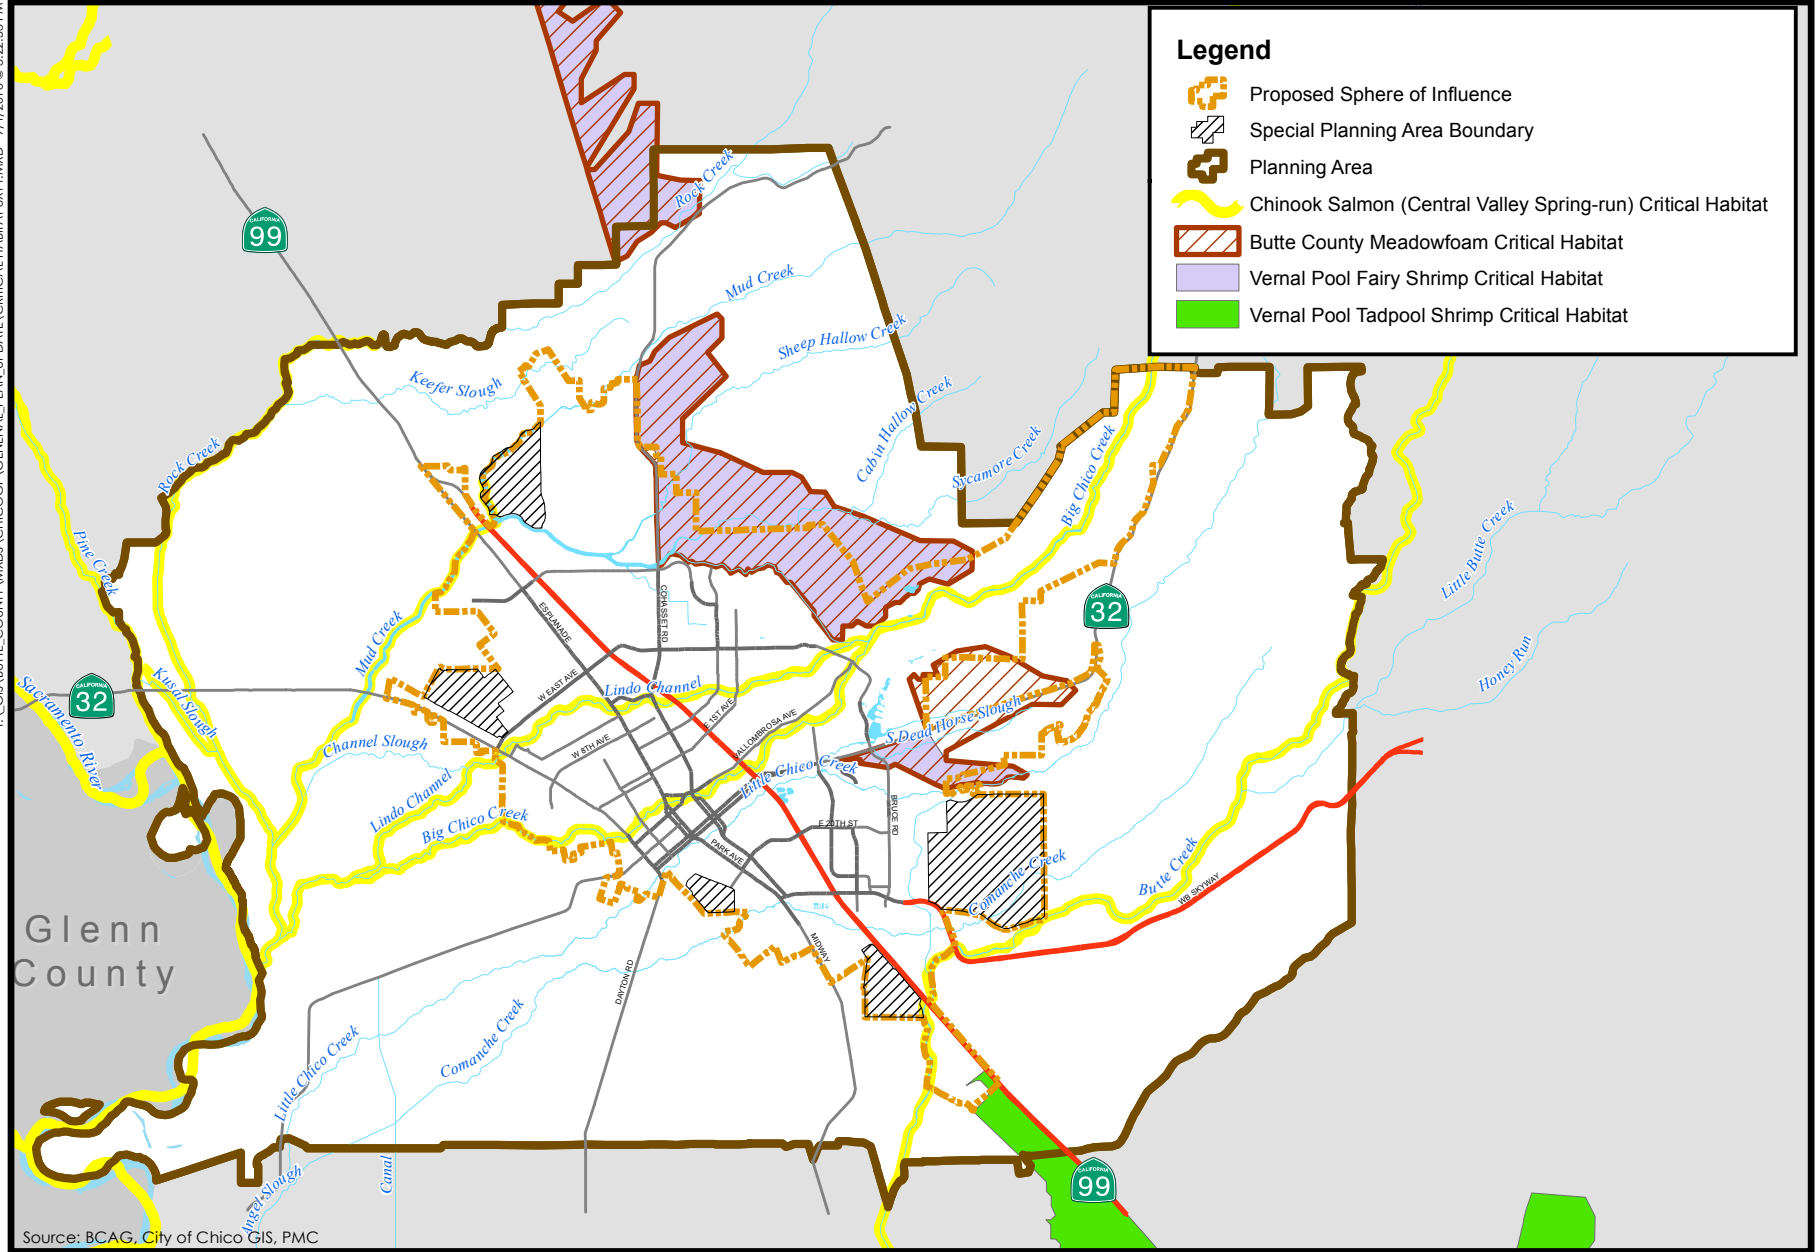 Legend
Proposed Sphere of Influence
Special Planning Area Boundary
Planning Area
Chinook Salmon (Central Valley Spring-run) Critical Habitat
Butte County Meadowfoam Critical Habitat
Vernal Pool Fairy Shrimp Critical Habitat
Vernal Pool Tadpool Shrimp Critical Habitat
Rock Creek
CALIFORNIA
99
Mud Creek
Sheep Hallow Creek
Keefer Slough
Cabin Hallow Creek
Rock Creek
Sycamore Creek
Big Chico Creek
Pine Creek
Little Butte Creek
COHASSET RD
ESPLANADE
CALIFORNIA
32
Mud Creek
Honey Run
CALIFORNIA
32
Kusal Slough
Sacramento River
W EAST AVE
Lindo Channel
E 1ST AVE
VALLOMBROSA AVE
S Dead Horse Slough
Channel Slough
W 8TH AVE
Little Chico Creek
Lindo Channel
Big Chico Creek
BRUCE RD
E 20TH ST
PARK AVE
Comanche Creek
Butte Creek
WB SKYWAY
Glenn
County
MIDWAY
DAYTON RD
Comanche Creek
Little Chico Creek
Canal
Angel Slough
CALIFORNIA
99
Source: BCAG, City of Chico GIS, PMC